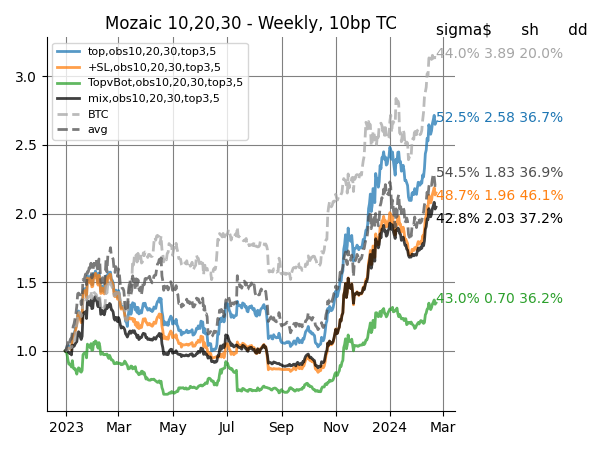 Mozaic 10,20,30 - Weekly, 10bp TC
sigma$ sh dd
top,obs10,20,30,top3,5
+SL,obs10,20,30,top3,5
TopvBot,obs10,20,30,top3,5
mix,obs10,20,30,top3,5
BTC
avg
44.0% 3.89 20.0%
52.5% 2.58 36.7%
54.5% 1.83 36.9%
48.7% 1.96 46.1%
42.8% 2.03 37.2%
43.0% 0.70 36.2%
3.0
2.5
2.0
1.5
1.0
2023 Mar May Jul Sep Nov 2024 Mar